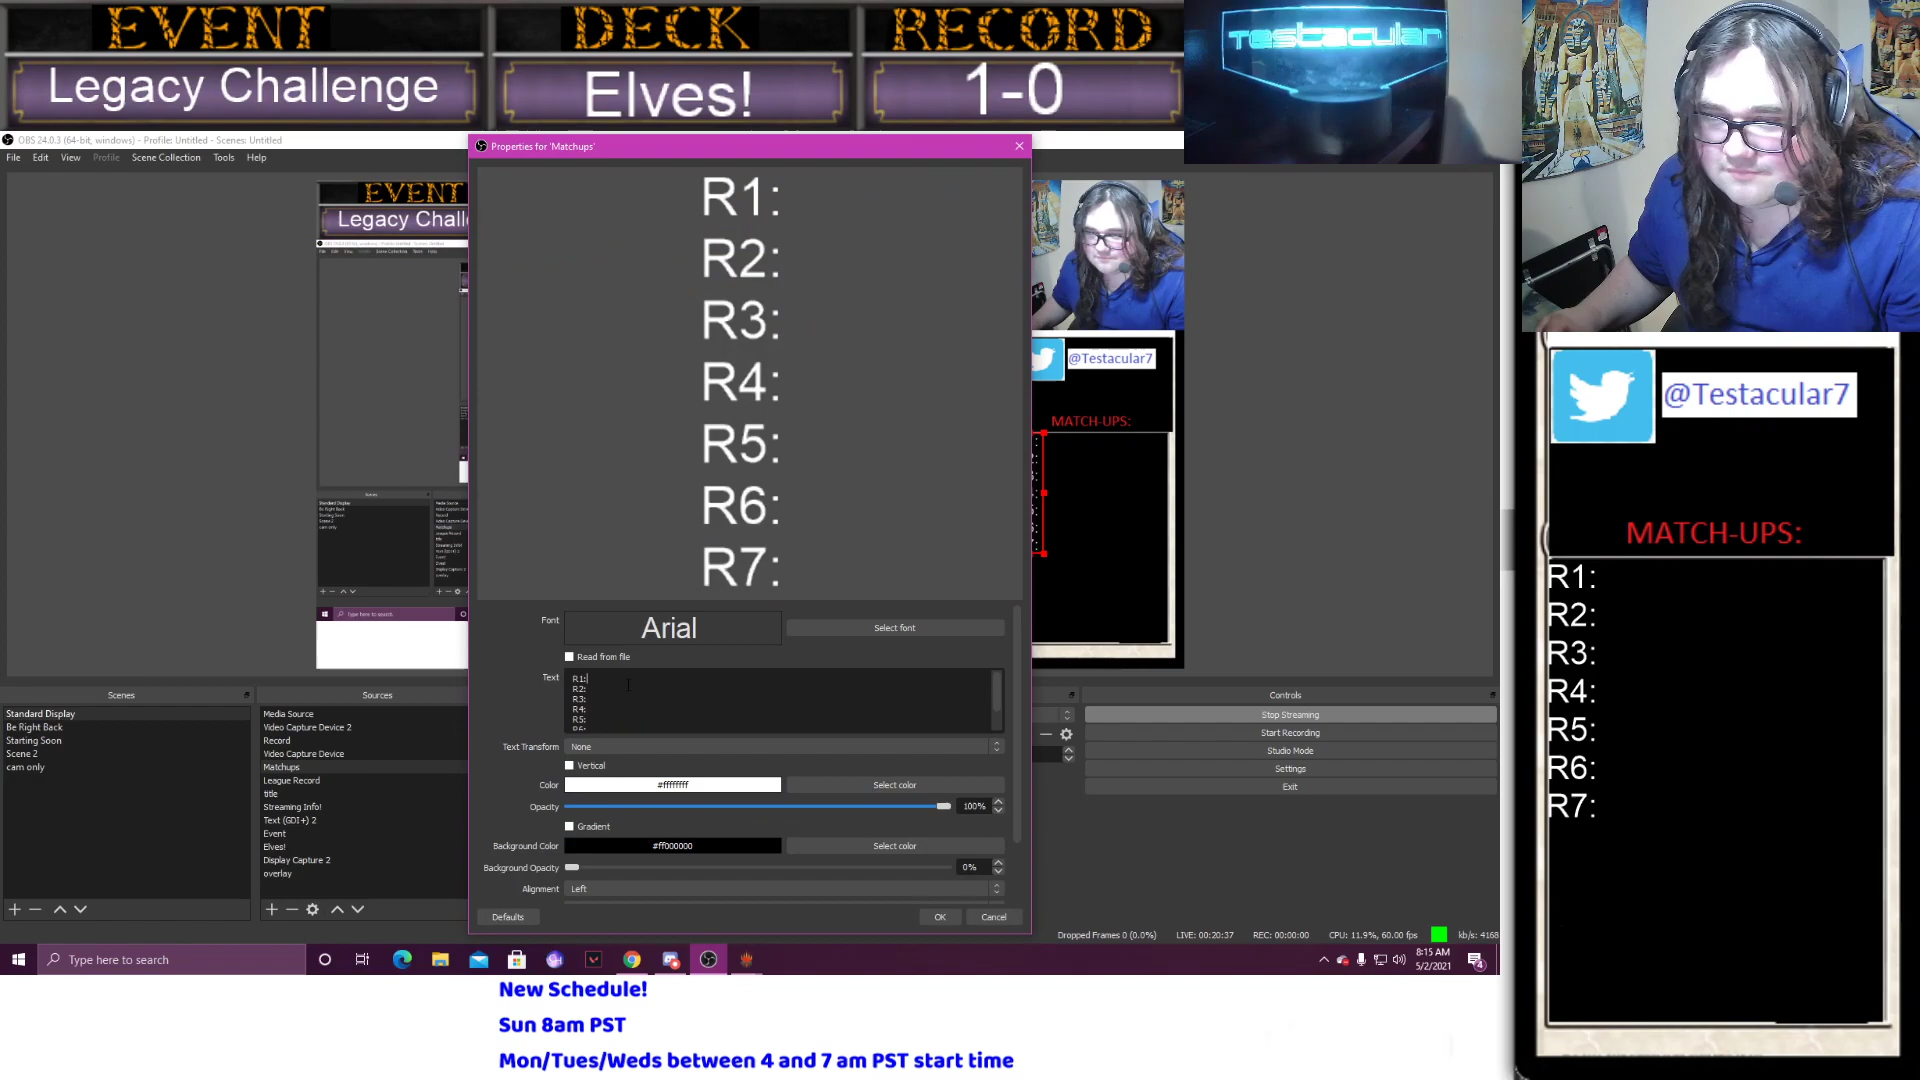 EVENT
DECK
RECORD
Testacular
Legacy Challenge
Elves!
1-0
OBS 24.0.3 (64-bit, windows) - Profile: Untitled - Scenes: Untitled
File Edit View Profile Scene Collection Tools Help
Properties for 'Matchups'
EVENT
Legacy Chall
R1:
R2:
R3:
R4:
R5:
R6:
R7:
@Testacular7
MATCH-UPS:
Font
Arial
Select font
Read from file
Text
R1:
R2:
R3:
R4:
R5:
R6:
Text Transform
None
Vertical
Color
#ffffffff
Select color
Opacity
100%
Gradient
Background Color
#ff000000
Select color
Background Opacity
0%
Alignment
Left
Defaults
OK
Cancel
Scenes
Standard Display
Be Right Back
Starting Soon
Scene 2
cam only
Sources
Media Source
Video Capture Device 2
Record
Video Capture Device
Matchups
League Record
title
Streaming Info!
Text (GDI+) 2
Event
Elves!
Display Capture 2
overlay
Controls
Stop Streaming
Start Recording
Studio Mode
Settings
Exit
Dropped Frames 0 (0.0%)
LIVE: 00:20:37
REC: 00:00:00
CPU: 11.9%, 60.00 fps
kb/s: 4168
Type here to search
8:15 AM
5/2/2021
4
New Schedule!
Sun 8am PST
Mon/Tues/Weds between 4 and 7 am PST start time
@Testacular7
MATCH-UPS:
R1:
R2:
R3:
R4:
R5:
R6:
R7: